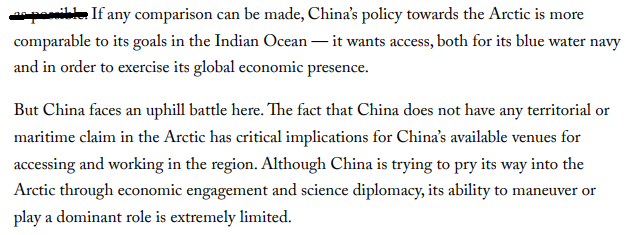 If any comparison can be made, China's policy towards the Arctic is more
comparable to its goals in the Indian Ocean — it wants access, both for its blue water navy
and in order to exercise its global economic presence.
But China faces an uphill battle here. The fact that China does not have any territorial or
maritime claim in the Arctic has critical implications for China's available venues for
accessing and working in the region. Although China is trying to pry its way into the
Arctic through economic engagement and science diplomacy, its ability to maneuver or
play a dominant role is extremely limited.